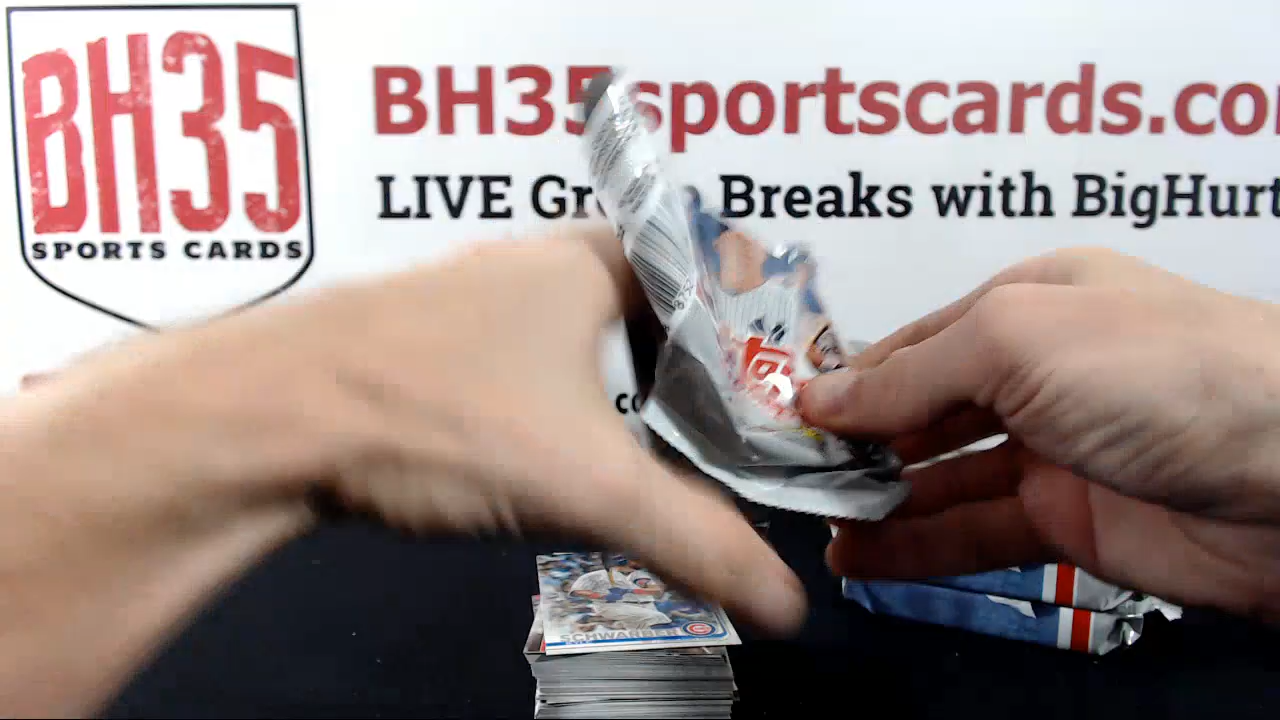 BH35
SPORTS CARDS
BH35sportscards.co
LIVE Gr Breaks with BigHurt
SCHWARBER